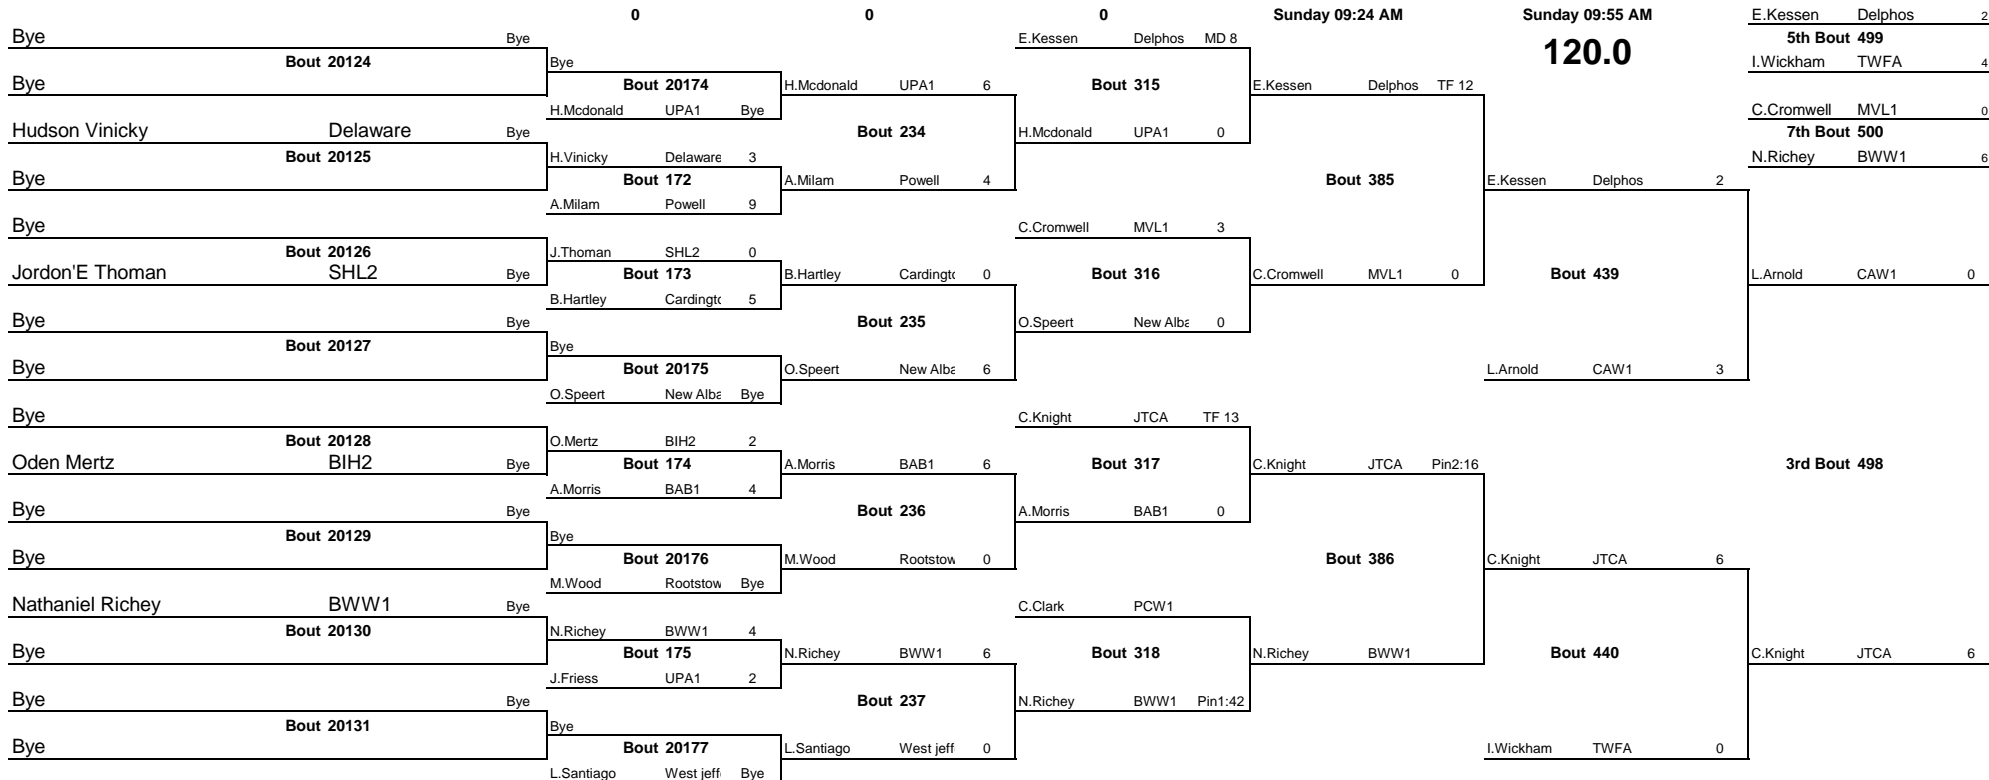 0 0 0 Sunday 09:24 AM Sunday 09:55 AM E.Kessen Delphos 2
Bye Bye E.Kessen Delphos MD 8 120.0 5th Bout 499
Bout 20124 Bye I.Wickham TWFA 4
Bye Bout 20174 H.Mcdonald UPA1 6 Bout 315 E.Kessen Delphos TF 12
H.Mcdonald UPA1 Bye C.Cromwell MVL1 0
Hudson Vinicky Delaware Bye Bout 234 H.Mcdonald UPA1 0 7th Bout 500
Bout 20125 H.Vinicky Delaware 3 N.Richey BWW1 6
Bye Bout 172 A.Milam Powell 4 Bout 385 E.Kessen Delphos 2
A.Milam Powell 9
Bye C.Cromwell MVL1 3
Bout 20126 J.Thoman SHL2 0
Jordon'E Thoman SHL2 Bye Bout 173 B.Hartley Cardingto 0 Bout 316 C.Cromwell MVL1 0 Bout 439 L.Arnold CAW1 0
B.Hartley Cardingto 5
Bye Bye Bout 235 O.Speert New Alba 0
Bout 20127 Bye
Bye Bout 20175 O.Speert New Alba 6 L.Arnold CAW1 3
O.Speert New Alba Bye
Bye C.Knight JTCA TF 13
Bout 20128 O.Mertz BIH2 2
Oden Mertz BIH2 Bye Bout 174 A.Morris BAB1 6 Bout 317 C.Knight JTCA Pin2:16 3rd Bout 498
A.Morris BAB1 4
Bye Bye Bout 236 A.Morris BAB1 0
Bout 20129 Bye
Bye Bout 20176 M.Wood Rootstow 0 Bout 386 C.Knight JTCA 6
M.Wood Rootstow Bye
Nathaniel Richey BWW1 Bye C.Clark PCW1
Bout 20130 N.Richey BWW1 4
Bye Bout 175 N.Richey BWW1 6 Bout 318 N.Richey BWW1 Bout 440 C.Knight JTCA 6
J.Friess UPA1 2
Bye Bye Bout 237 N.Richey BWW1 Pin1:42
Bout 20131 Bye
Bye Bout 20177 L.Santiago West jeff 0 I.Wickham TWFA 0
L.Santiago West jeff Bye